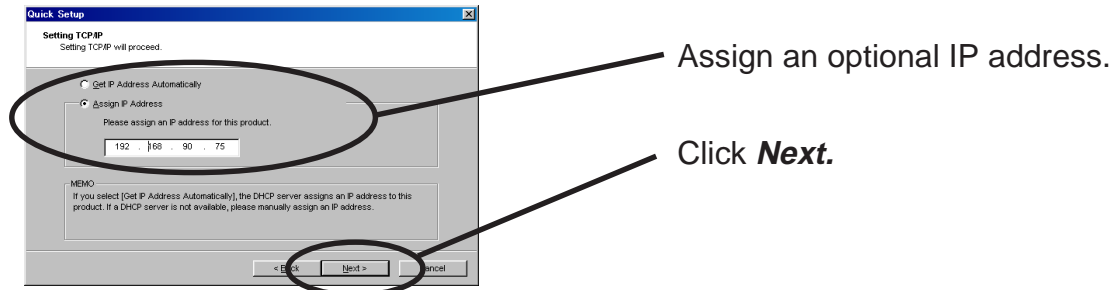 Quick Setup
Setting TCP/IP
Setting TCP/IP will proceed.
Get IP Address Automatically
Assign IP Address
Please assign an IP address for this product.
192 . 168 . 90 . 75
MEMO
If you select [Get IP Address Automatically], the DHCP server assigns an IP address to this
product. If a DHCP server is not available, please manually assign an IP address.
Next >
Assign an optional IP address.
Click Next.